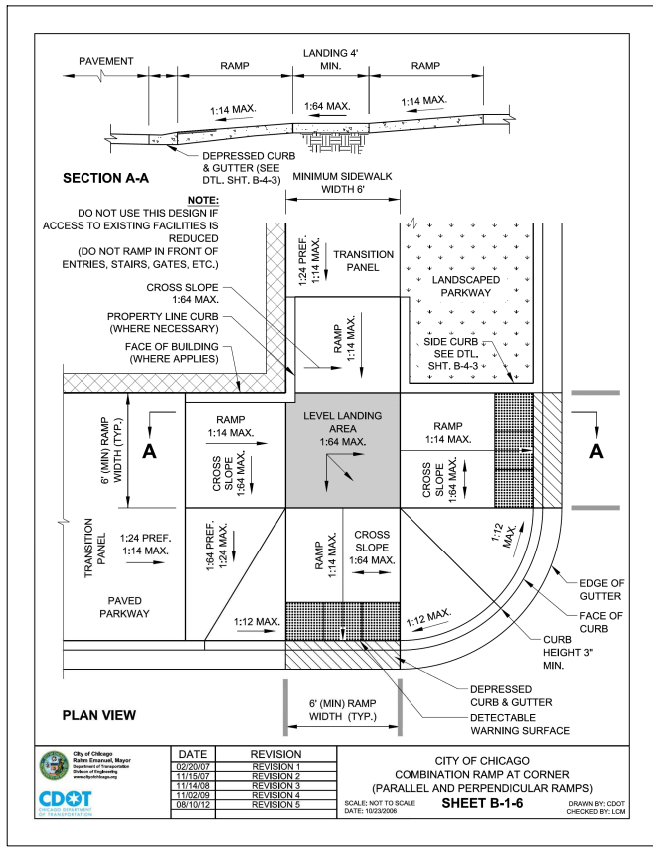 PAVEMENT
RAMP
LANDING 4'
MIN.
RAMP
1:14 MAX.
1:64 MAX.
1:14 MAX.
DEPRESSED CURB
& GUTTER (SEE
DTL. SHT. B-4-3)
SECTION A-A
MINIMUM SIDEWALK
WIDTH 6'
NOTE:
DO NOT USE THIS DESIGN IF
ACCESS TO EXISTING FACILITIES IS
REDUCED
(DO NOT RAMP IN FRONT OF
ENTRIES, STAIRS, GATES, ETC.)
1:24 PREF.
1:14 MAX.
TRANSITION
PANEL
LANDSCAPED
PARKWAY
CROSS SLOPE
1:64 MAX.
PROPERTY LINE CURB
(WHERE NECESSARY)
FACE OF BUILDING
(WHERE APPLIES)
RAMP
1:14 MAX.
SIDE CURB
SEE DTL.
SHT. B-4-3
6' (MIN) RAMP
WIDTH (TYP.)
A
RAMP
1:14 MAX.
CROSS
SLOPE
1:64 MAX.
LEVEL LANDING
AREA
1:64 MAX.
RAMP
1:14 MAX.
CROSS
SLOPE
1:64 MAX.
A
TRANSITION
PANEL
1:24 PREF.
1:14 MAX.
PAVED
PARKWAY
1:64 PREF.
1:24 MAX.
RAMP
1:14 MAX.
CROSS
SLOPE
1:64 MAX.
1:12
MAX.
1:12 MAX.
1:12 MAX.
EDGE OF
GUTTER
FACE OF
CURB
CURB
HEIGHT 3"
MIN.
DEPRESSED
CURB & GUTTER
DETECTABLE
WARNING SURFACE
6' (MIN) RAMP
WIDTH (TYP.)
PLAN VIEW
City of Chicago
Rahm Emanuel, Mayor
Department of Transportation
Division of Engineering
www.cityofchicago.org
CDOT
CHICAGO DEPARTMENT
OF TRANSPORTATION
DATE REVISION
02/20/07 REVISION 1
11/15/07 REVISION 2
11/14/08 REVISION 3
11/02/09 REVISION 4
08/10/12 REVISION 5
CITY OF CHICAGO
COMBINATION RAMP AT CORNER
(PARALLEL AND PERPENDICULAR RAMPS)
SCALE: NOT TO SCALE
DATE: 10/23/2006
SHEET B-1-6
DRAWN BY: CDOT
CHECKED BY: LCM